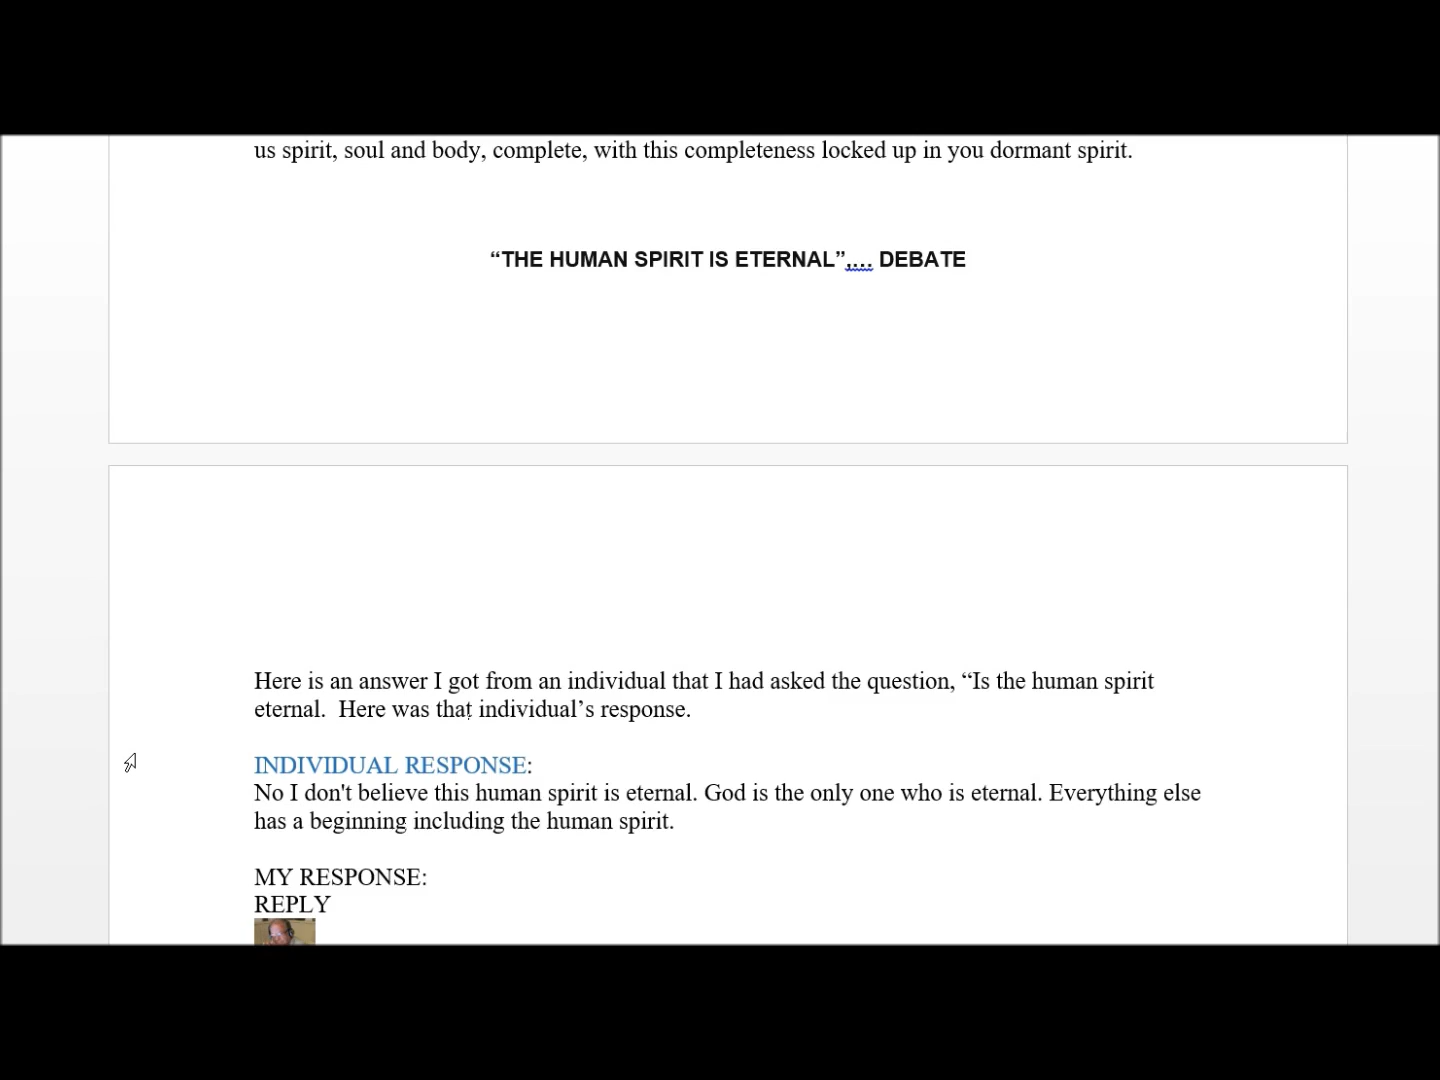 us spirit, soul and body, complete, with this completeness locked up in you dormant spirit.
“THE HUMAN SPIRIT IS ETERNAL”,… DEBATE
Here is an answer I got from an individual that I had asked the question, “Is the human spirit
eternal.  Here was that individual’s response.
INDIVIDUAL RESPONSE:
No I don't believe this human spirit is eternal. God is the only one who is eternal. Everything else
has a beginning including the human spirit.
MY RESPONSE:
REPLY